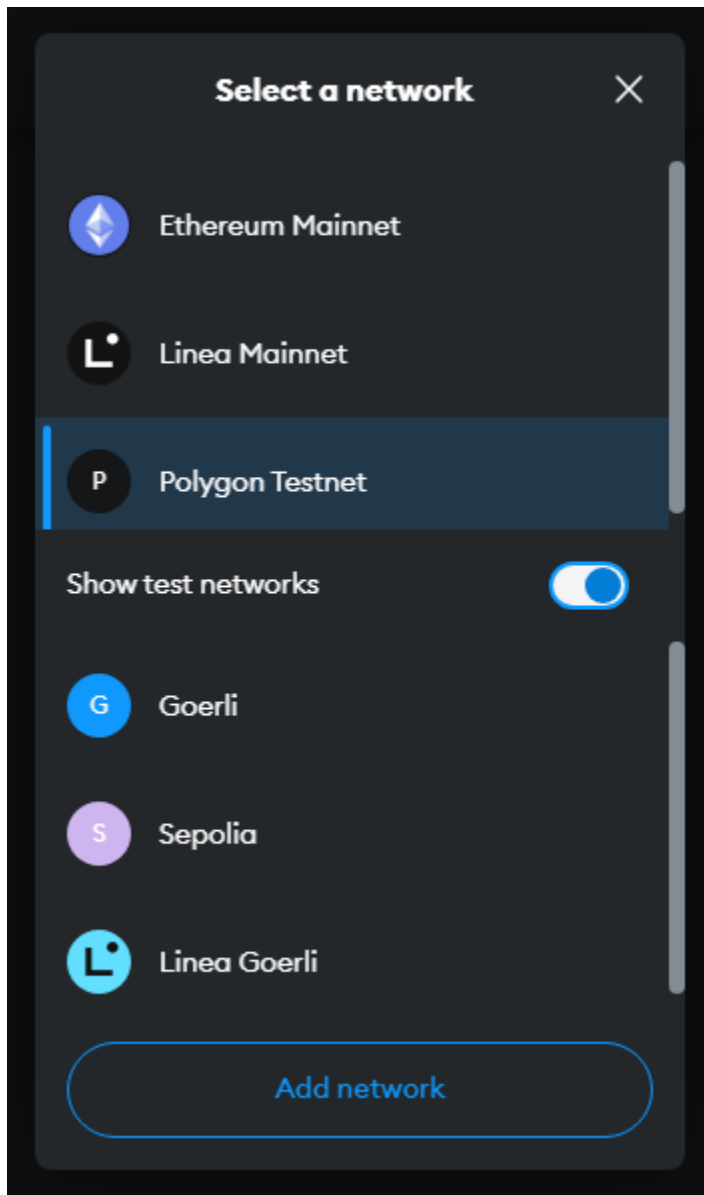 Select a network
Ethereum Mainnet
Linea Mainnet
P Polygon Testnet
Show test networks
G Goerli
S Sepolia
Linea Goerli
Add network